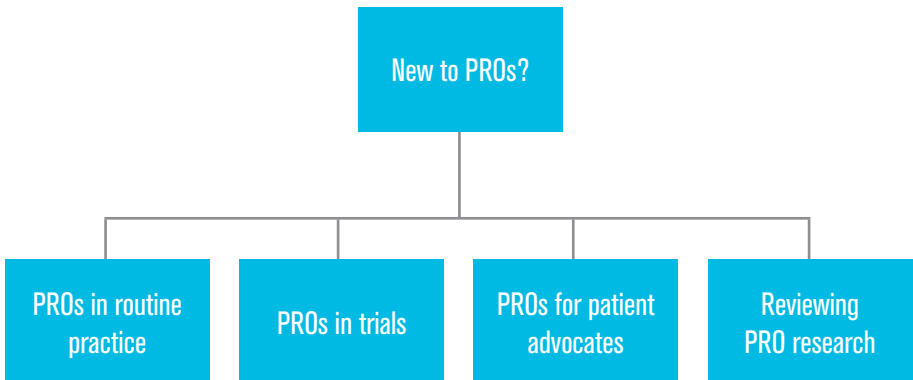 New to PROs?
PROs in routine
practice
PROs in trials
PROs for patient
advocates
Reviewing
PRO research